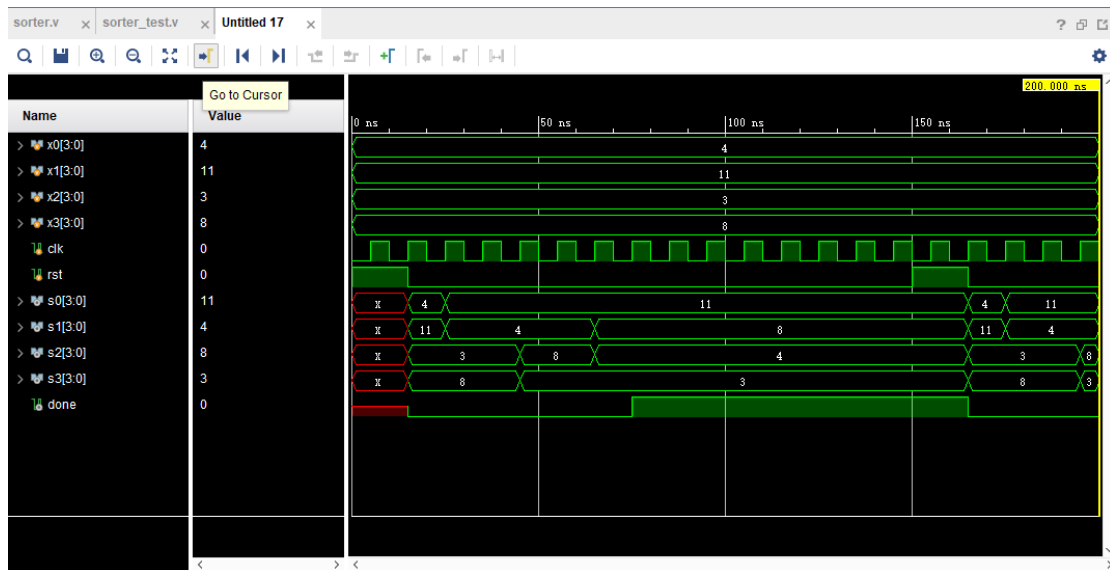 sorter.v x sorter_test.v x Untitled 17 x
Go to Cursor
200.000 ns
Name Value
0 ns 50 ns 100 ns 150 ns
x0[3:0] 4 4
x1[3:0] 11 11
x2[3:0] 3 3
x3[3:0] 8 8
clk 0
rst 0
s0[3:0] 11 X 4 11 4 11
s1[3:0] 4 X 11 4 8 11 4
s2[3:0] 8 X 3 8 4 3 8
s3[3:0] 3 X 8 3 8 3
done 0